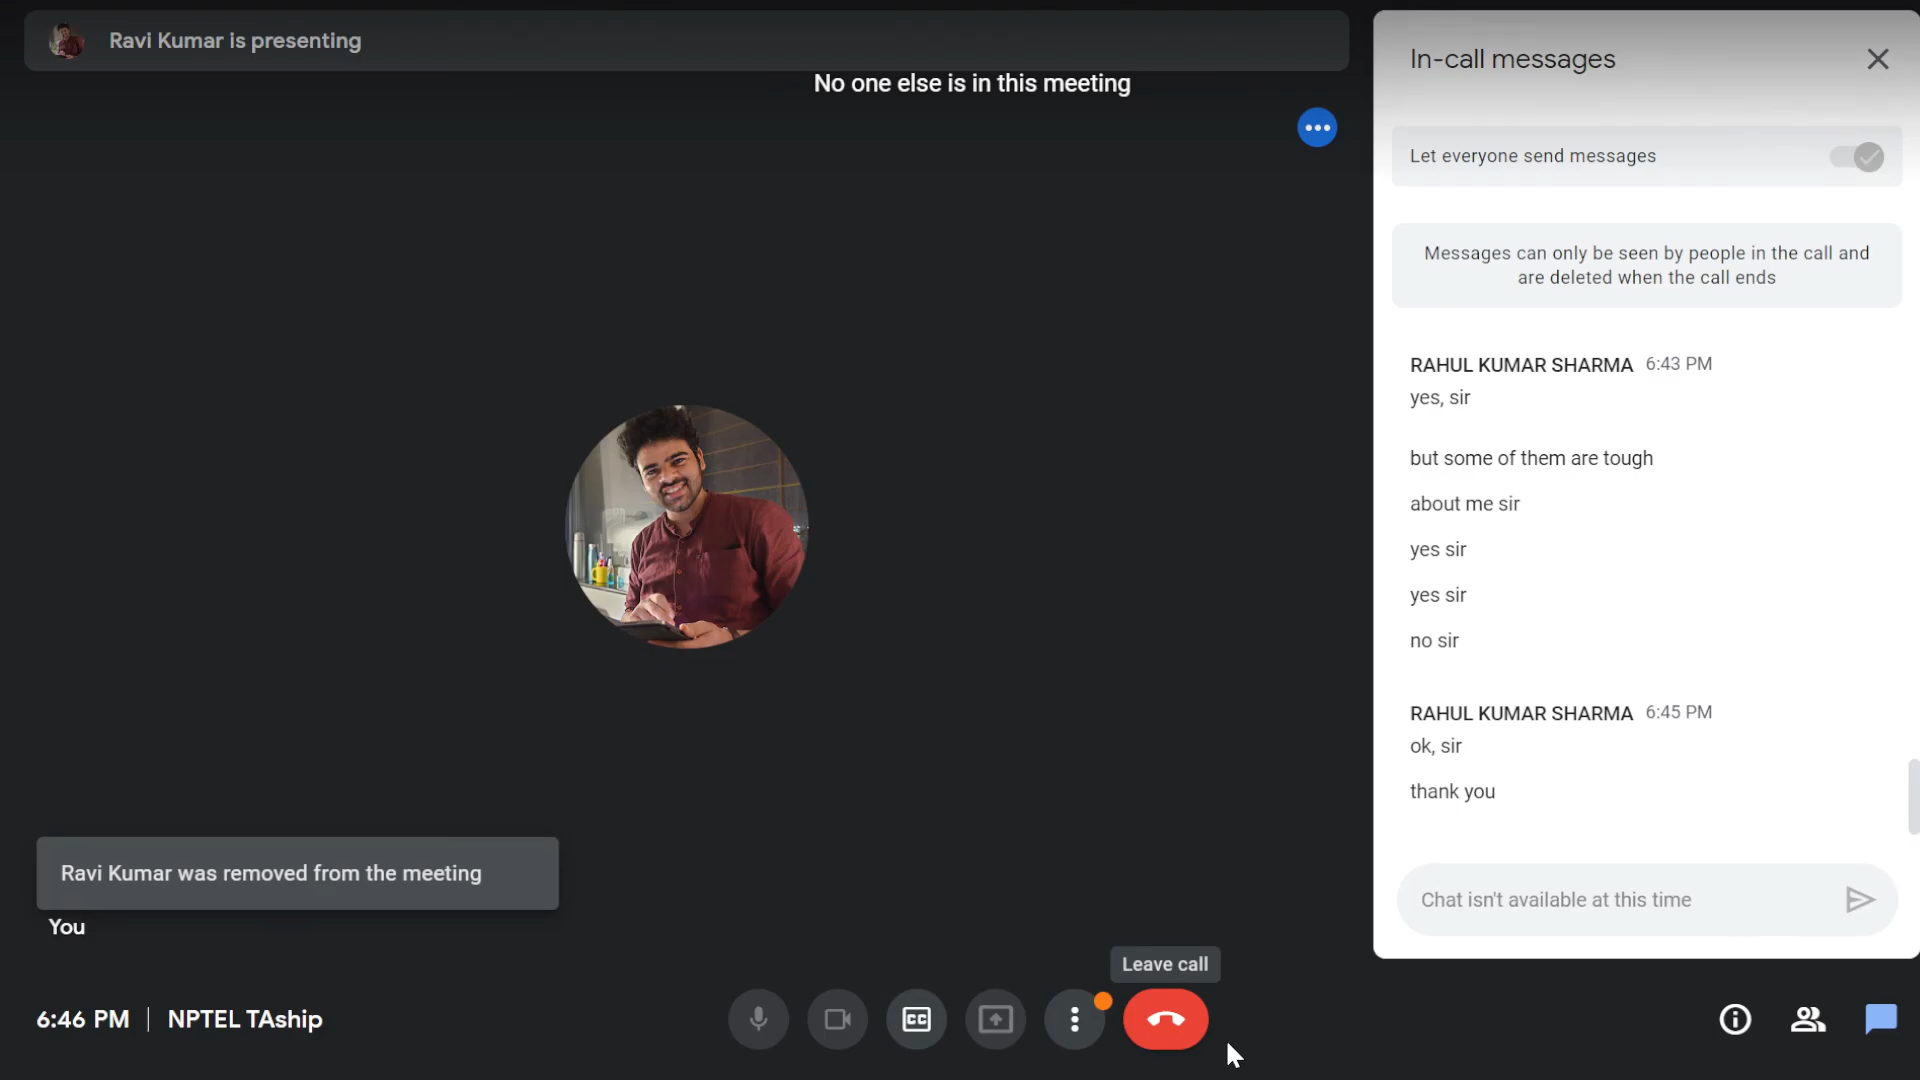 Ravi Kumar is presenting
No one else is in this meeting
In-call messages
Let everyone send messages
Messages can only be seen by people in the call and
are deleted when the call ends
RAHUL KUMAR SHARMA 6:43 PM
yes, sir
but some of them are tough
about me sir
yes sir
yes sir
no sir
RAHUL KUMAR SHARMA 6:45 PM
ok, sir
thank you
Chat isn't available at this time
Ravi Kumar was removed from the meeting
You
Leave call
6:46 PM | NPTEL TAship
CC